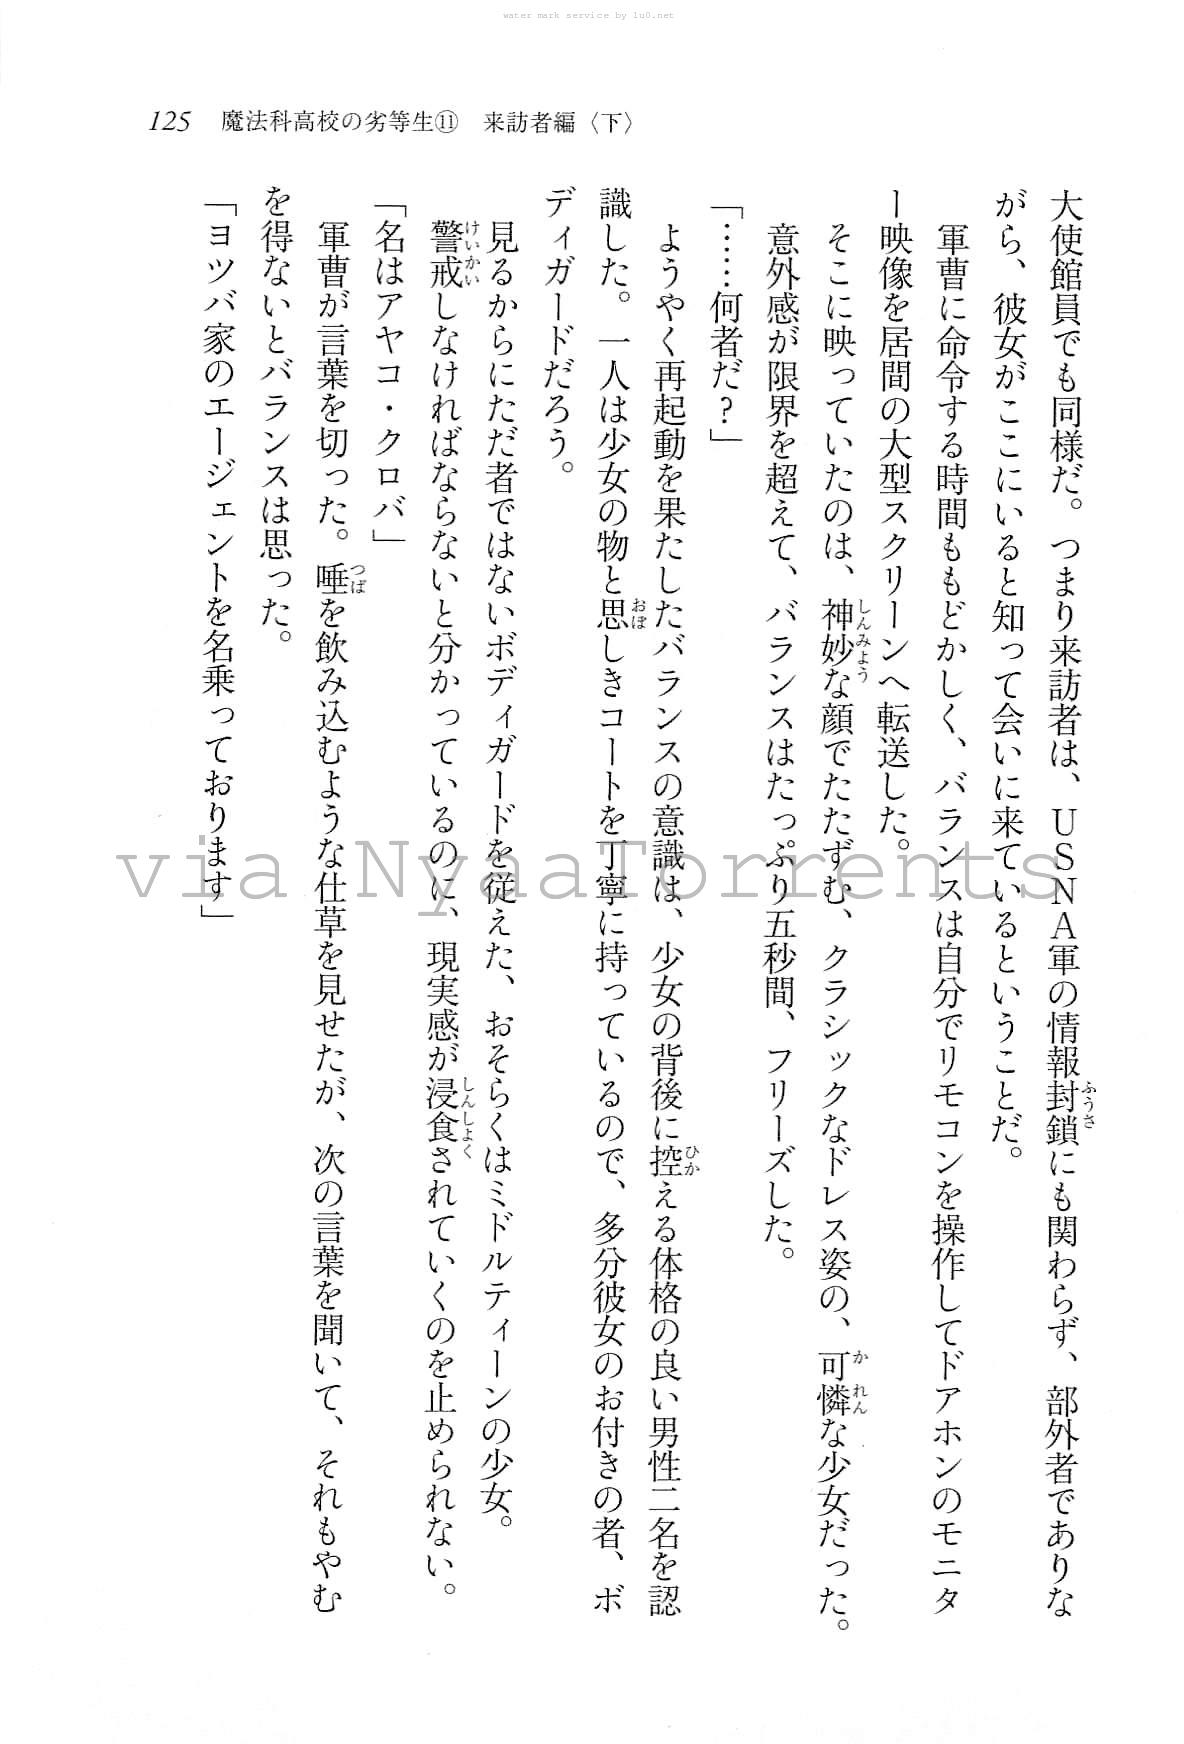 water mark service by lu0.net
125 魔法科高校の劣等生⑪ 来訪者編〈下〉
大使館員でも同様だ。つまり来訪者は、USNA軍の情報封鎖にも関わらず、部外者でありな
がら、彼女がここにいると知って会いに来ているということだ。
軍曹に命令する時間ももどかしく、バランスは自分でリモコンを操作してドアホンのモニタ
ー映像を居間の大型スクリーンへ転送した。
そこに映っていたのは、神妙な顔でたたずむ、クラシックなドレス姿の、可憐な少女だった。
意外感が限界を超えて、バランスはたっぷり五秒間、フリーズした。
「……何者だ?」
ようやく再起動を果たしたバランスの意識は、少女の背後に控える体格の良い男性二名を認
識した。一人は少女の物と思しきコートを丁寧に持っているので、多分彼女のお付きの者、ボ
ディガードだろう。
見るからにただ者ではないボディガードを従えた、おそらくはミドルティーンの少女。
警戒しなければならないと分かっているのに、現実感が浸食されていくのを止められない。
「名はアヤコ・クロバ」
軍曹が言葉を切った。唾を飲み込むような仕草を見せたが、次の言葉を聞いて、それもやむ
を得ないとバランスは思った。
「ヨツバ家のエージェントを名乗っております」
via NyaaTorrents